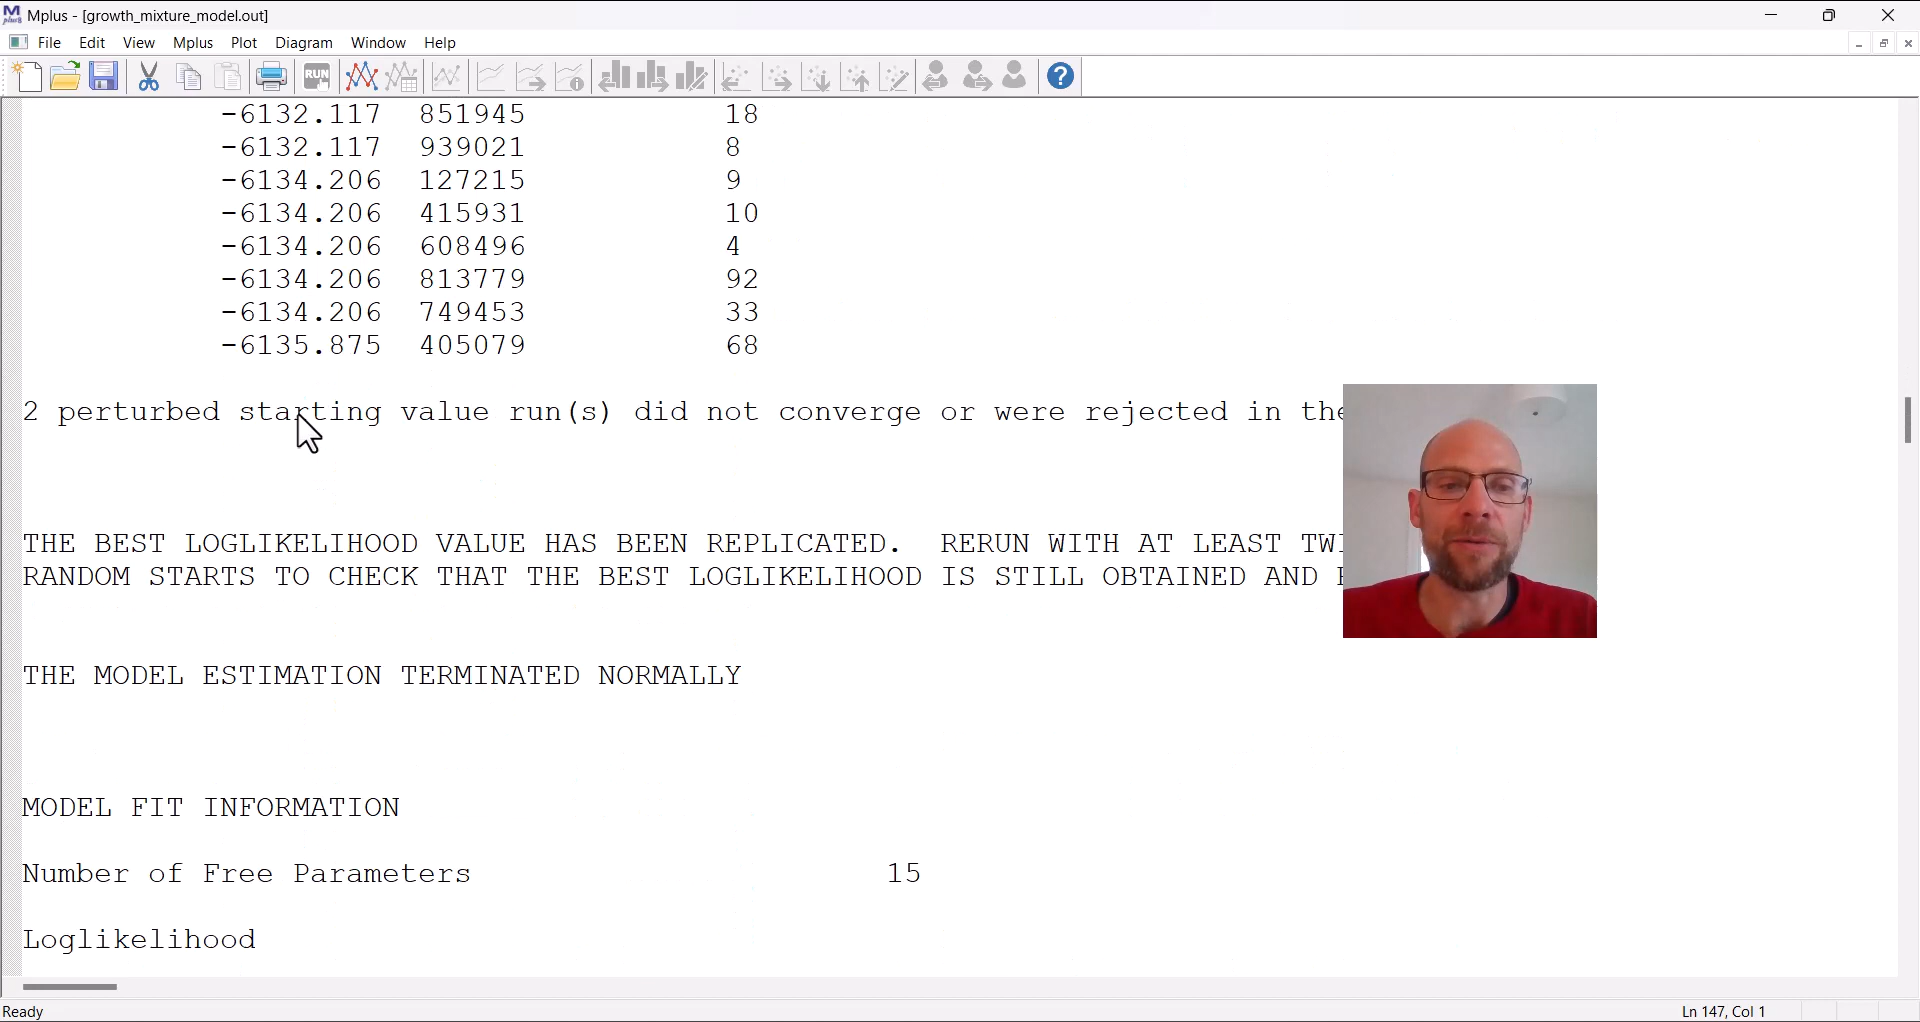 Mplus - [growth_mixture_model.out]
File Edit View Mplus Plot Diagram Window Help
RUN
-6132.117 851945 18
-6132.117 939021 8
-6134.206 127215 9
-6134.206 415931 10
-6134.206 608496 4
-6134.206 813779 92
-6134.206 749453 33
-6135.875 405079 68
2 perturbed starting value run(s) did not converge or were rejected in the
THE BEST LOGLIKELIHOOD VALUE HAS BEEN REPLICATED. RERUN WITH AT LEAST
RANDOM STARTS TO CHECK THAT THE BEST LOGLIKELIHOOD IS STILL OBTAINED AND
THE MODEL ESTIMATION TERMINATED NORMALLY
MODEL FIT INFORMATION
Number of Free Parameters 15
Loglikelihood
Ready Ln 147, Col 1